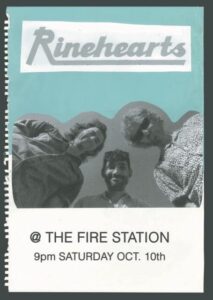 Rinehearts
@ THE FIRE STATION
9pm SATURDAY OCT. 10th